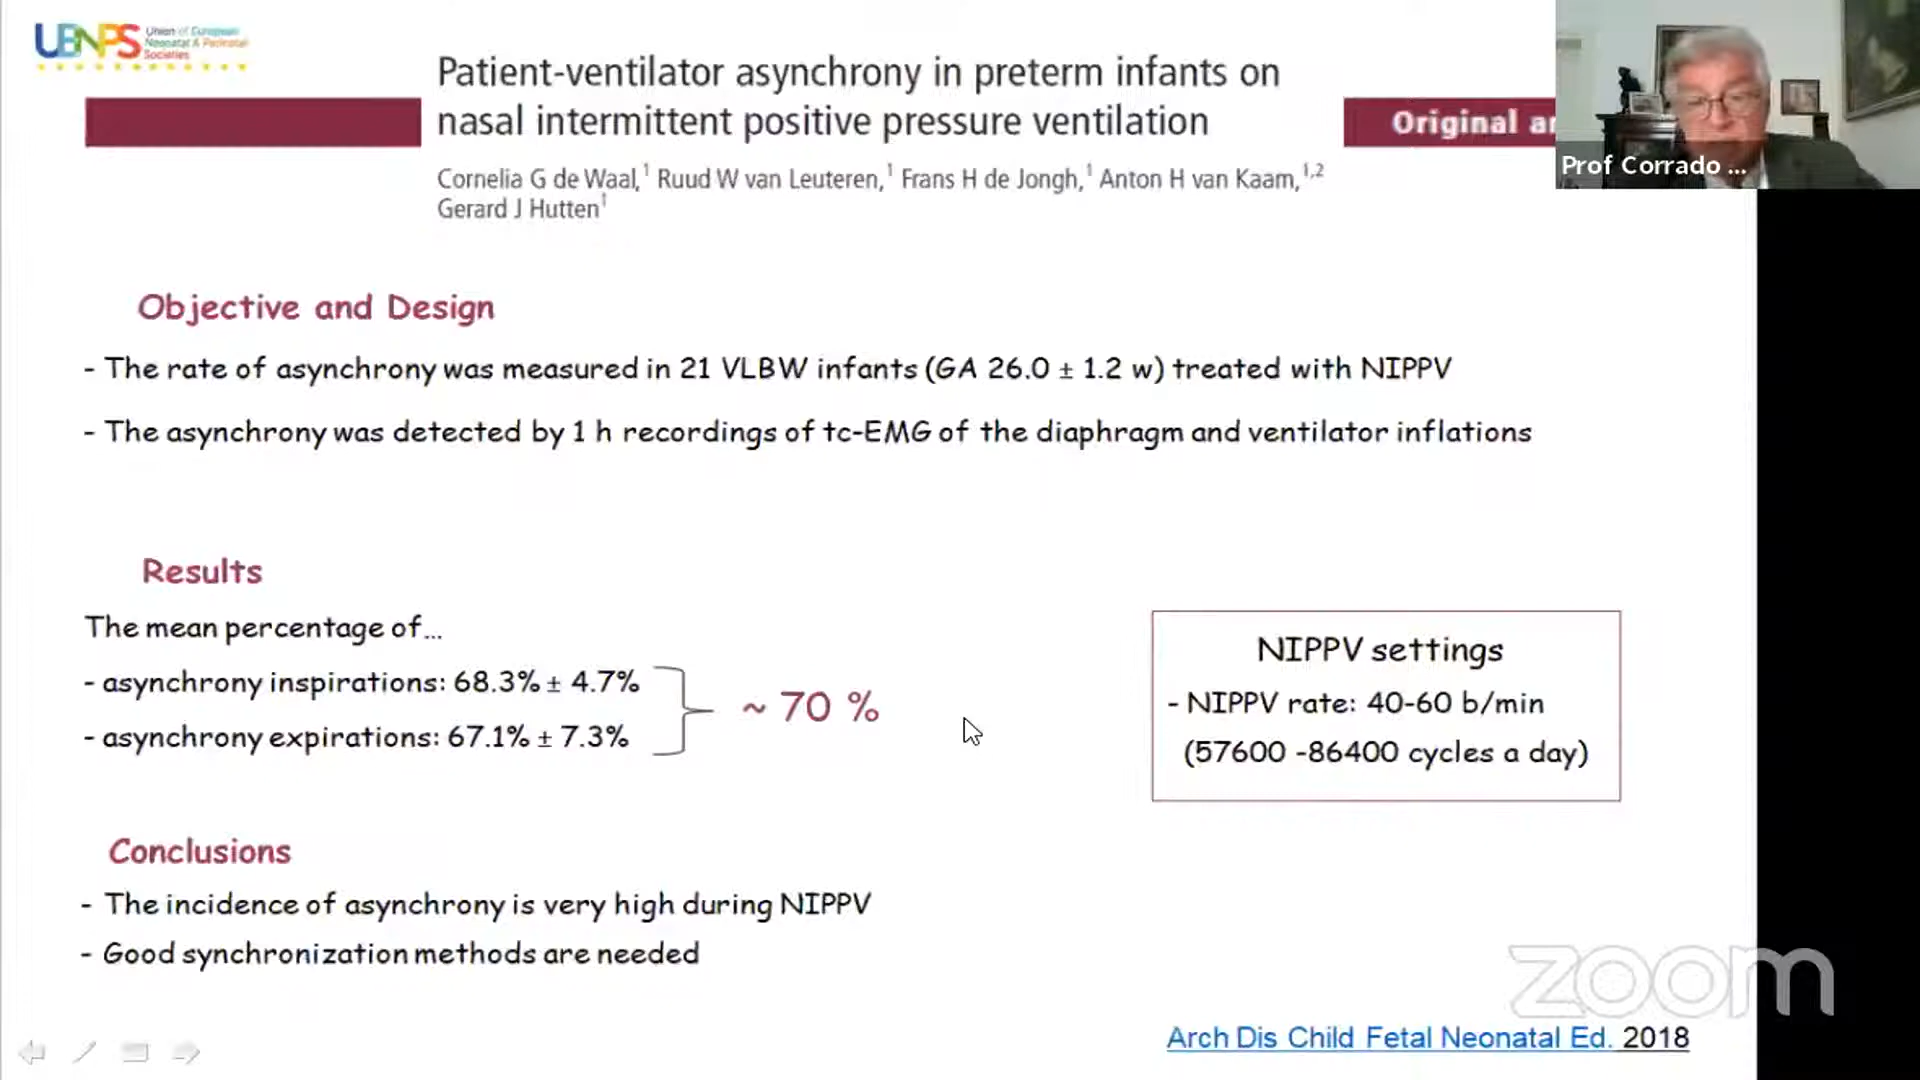 UENPS
Union of European
Neonatal & Perinatal
Societies
Patient-ventilator asynchrony in preterm infants on
nasal intermittent positive pressure ventilation
Original
Prof Corrado ...
Cornelia G de Waal,¹ Ruud W van Leuteren,¹ Frans H de Jongh,¹ Anton H van Kaam,¹,²
Gerard J Hutten¹
Objective and Design
- The rate of asynchrony was measured in 21 VLBW infants (GA 26.0 ± 1.2 w) treated with NIPPV
- The asynchrony was detected by 1 h recordings of tc-EMG of the diaphragm and ventilator inflations
Results
The mean percentage of...
- asynchrony inspirations: 68.3% ± 4.7%
- asynchrony expirations: 67.1% ± 7.3%
~ 70 %
NIPPV settings
- NIPPV rate: 40-60 b/min
(57600 -86400 cycles a day)
Conclusions
- The incidence of asynchrony is very high during NIPPV
- Good synchronization methods are needed
zoom
Arch Dis Child Fetal Neonatal Ed. 2018